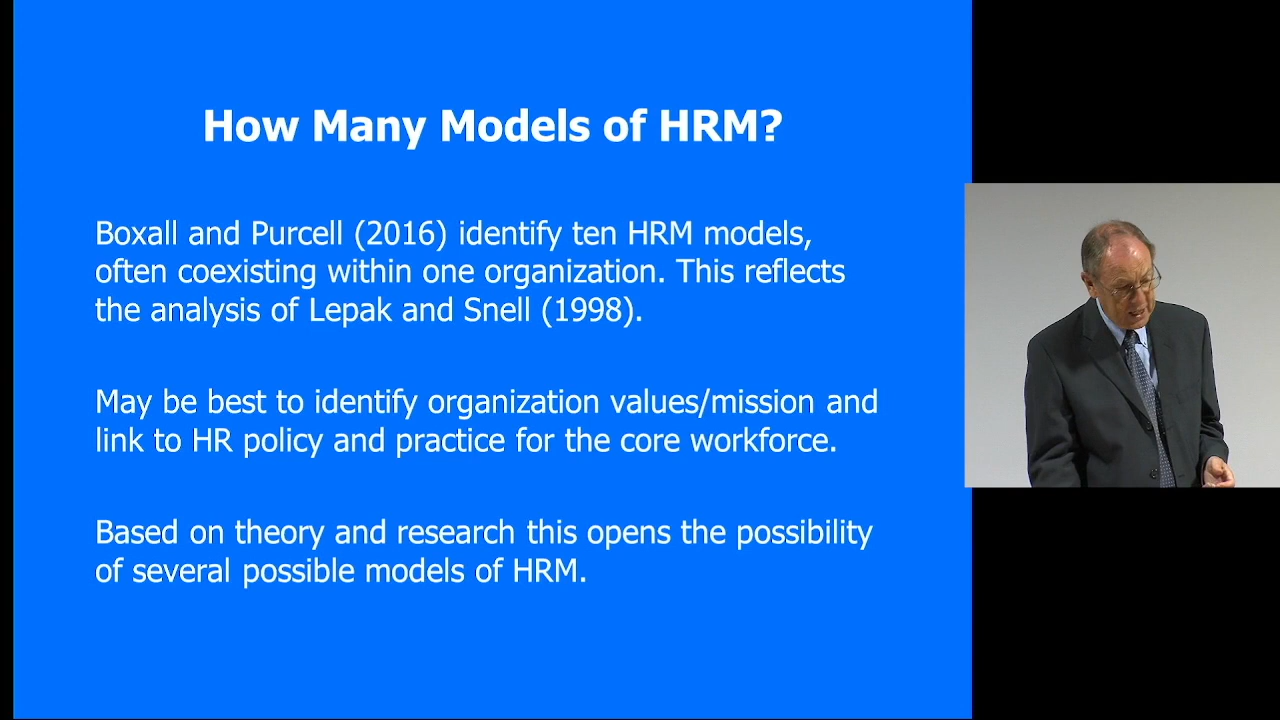 How Many Models of HRM?
Boxall and Purcell (2016) identify ten HRM models,
often coexisting within one organization. This reflects
the analysis of Lepak and Snell (1998).
May be best to identify organization values/mission and
link to HR policy and practice for the core workforce.
Based on theory and research this opens the possibility
of several possible models of HRM.